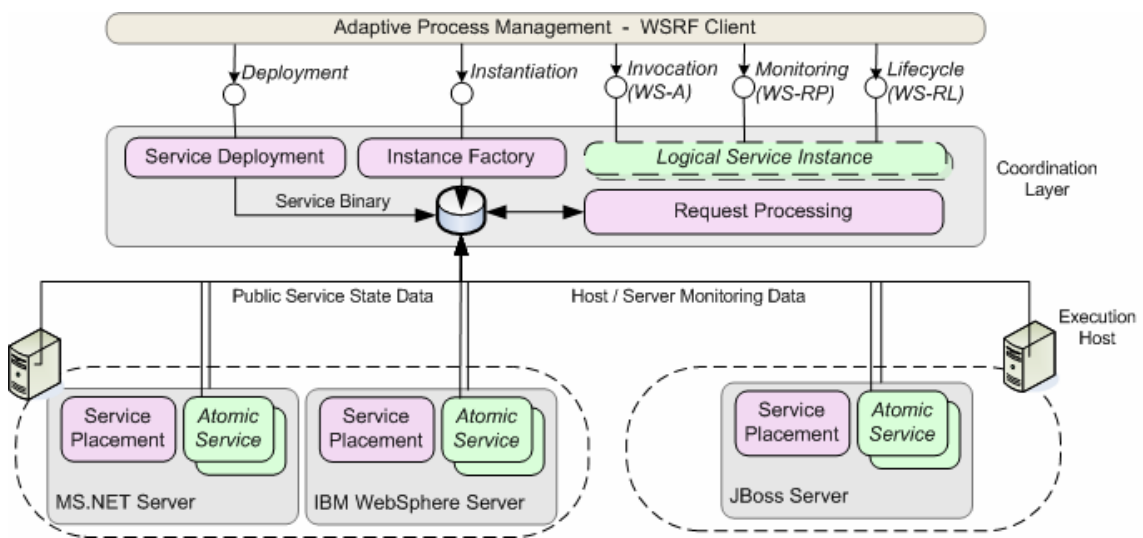 Adaptive Process Management - WSRF Client
Deployment
Instantiation
Invocation
(WS-A)
Monitoring
(WS-RP)
Lifecycle
(WS-RL)
Service Deployment
Instance Factory
Logical Service Instance
Coordination
Layer
Service Binary
Request Processing
Public Service State Data
Host / Server Monitoring Data
Execution
Host
Service
Placement
Atomic
Service
MS.NET Server
Service
Placement
Atomic
Service
IBM WebSphere Server
Service
Placement
Atomic
Service
JBoss Server